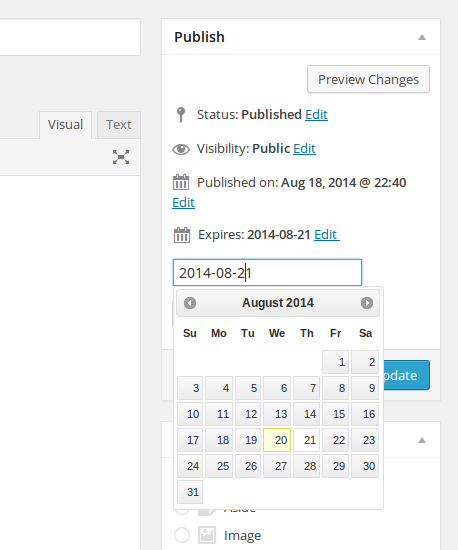 Publish
Preview Changes
Visual Text
Status: Published Edit
Visibility: Public Edit
Published on: Aug 18, 2014 @ 22:40
Edit
Expires: 2014-08-21 Edit
2014-08-21
August 2014
Su Mo Tu We Th Fr Sa
1 2
3 4 5 6 7 8 9
10 11 12 13 14 15 16
17 18 19 20 21 22 23
24 25 26 27 28 29 30
31
Image